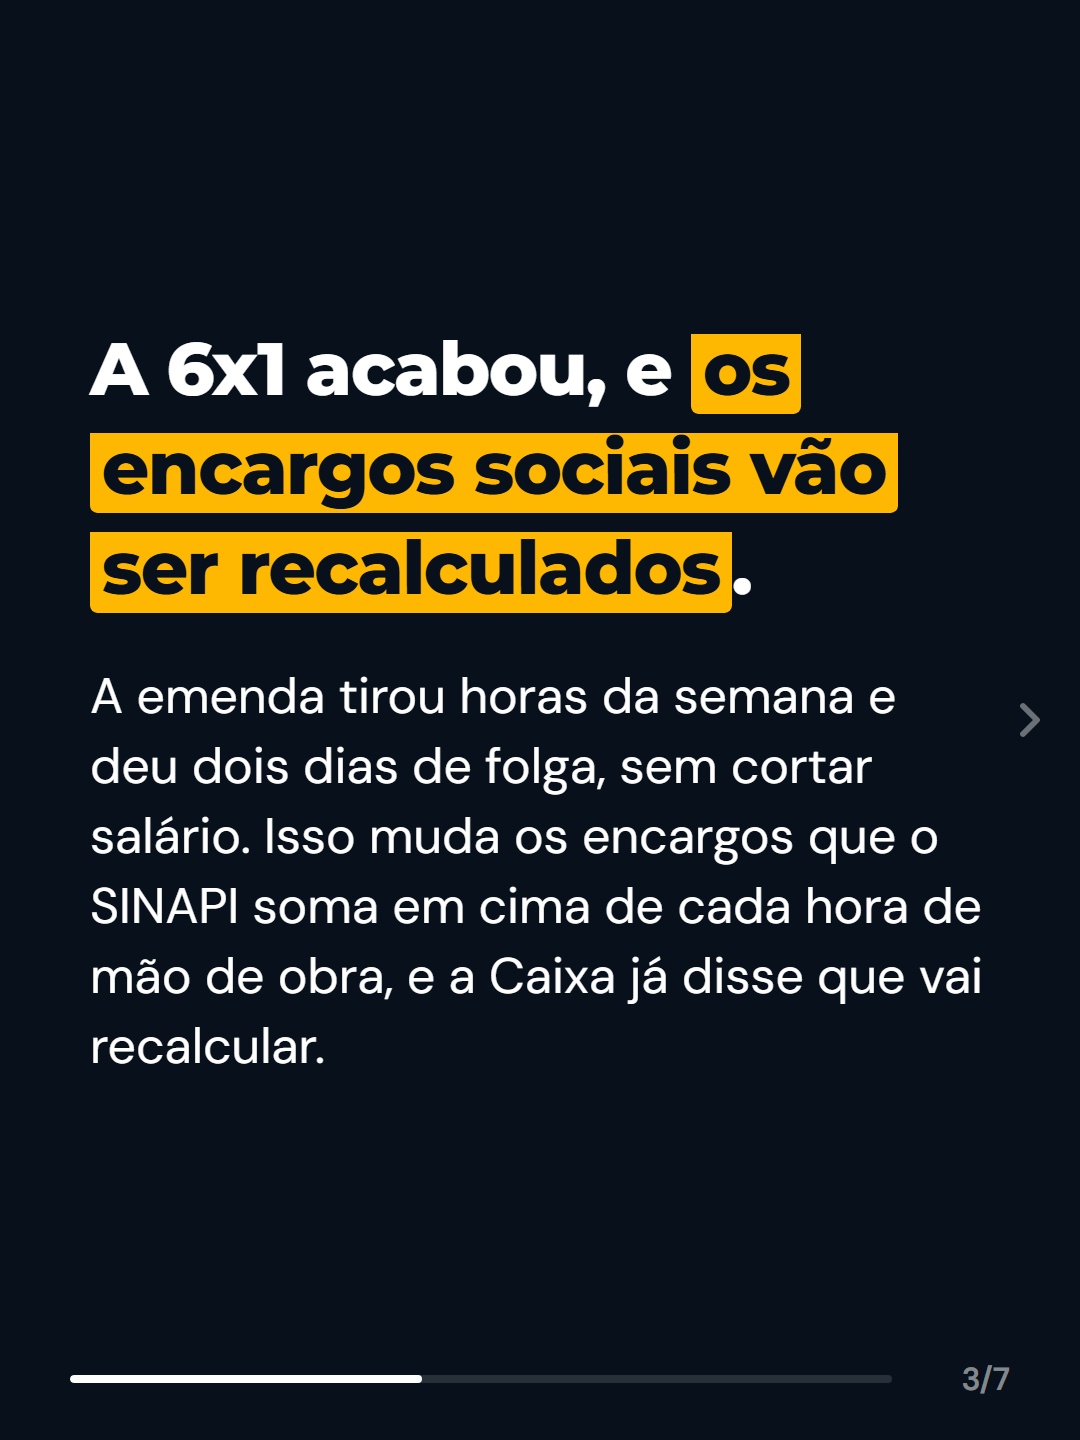 A 6x1 acabou, e os
encargos sociais vão
ser recalculados.
A emenda tirou horas da semana e
deu dois dias de folga, sem cortar
salário. Isso muda os encargos que o
SINAPI soma em cima de cada hora de
mão de obra, e a Caixa já disse que vai
recalcular.
3/7